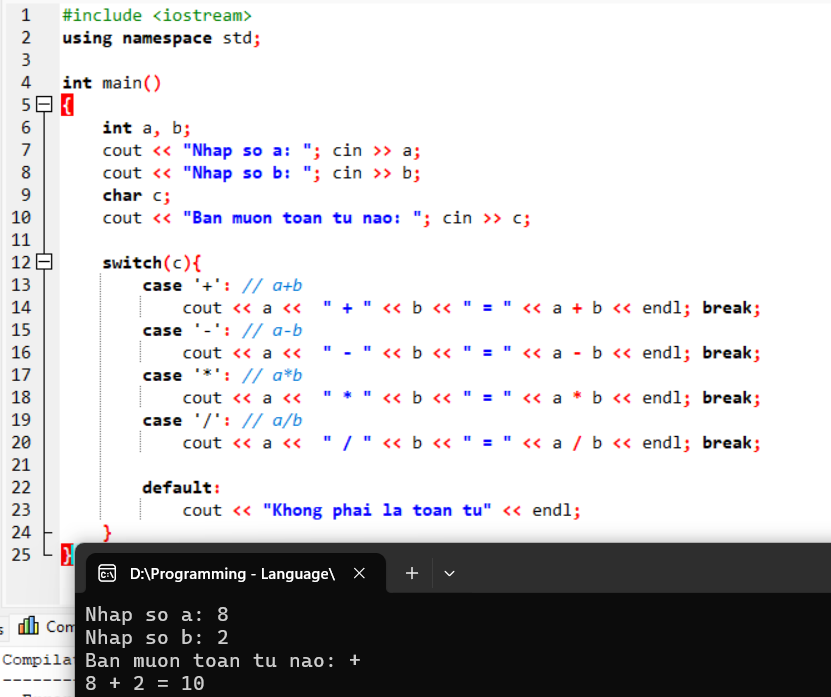 1 #include <iostream>
2 using namespace std;
3
4 int main()
5 {
6 int a, b;
7 cout << "Nhap so a: "; cin >> a;
8 cout << "Nhap so b: "; cin >> b;
9 char c;
10 cout << "Ban muon toan tu nao: "; cin >> c;
11
12 switch(c){
13 case '+': // a+b
14 cout << a << " + " << b << " = " << a + b << endl; break;
15 case '-': // a-b
16 cout << a << " - " << b << " = " << a - b << endl; break;
17 case '*': // a*b
18 cout << a << " * " << b << " = " << a * b << endl; break;
19 case '/': // a/b
20 cout << a << " / " << b << " = " << a / b << endl; break;
21
22 default:
23 cout << "Khong phai la toan tu" << endl;
24 }
25 }
D:\Programming - Language\
Nhap so a: 8
Nhap so b: 2
Ban muon toan tu nao: +
8 + 2 = 10